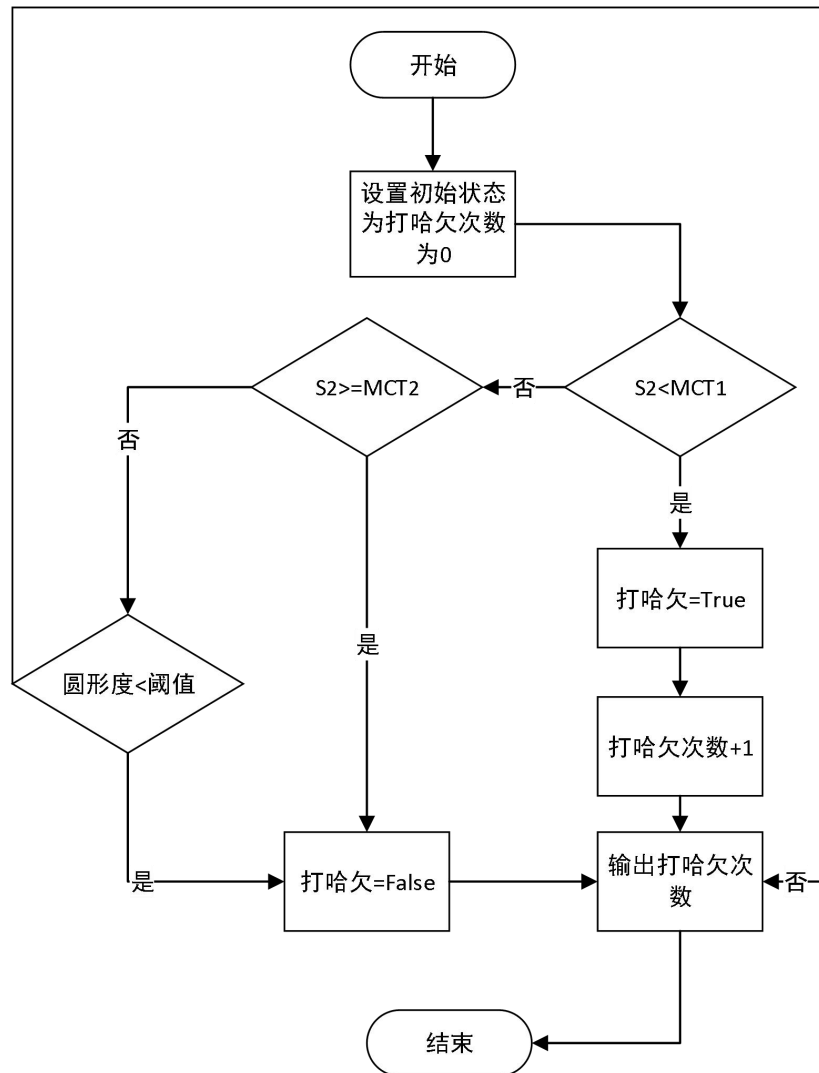 开始
设置初始状态
为打哈欠次数
为0
S2>=MCT2
否
S2<MCT1
否
是
打哈欠=True
圆形度<阈值
是
打哈欠次数+1
是
打哈欠=False
输出打哈欠次
数
否
结束